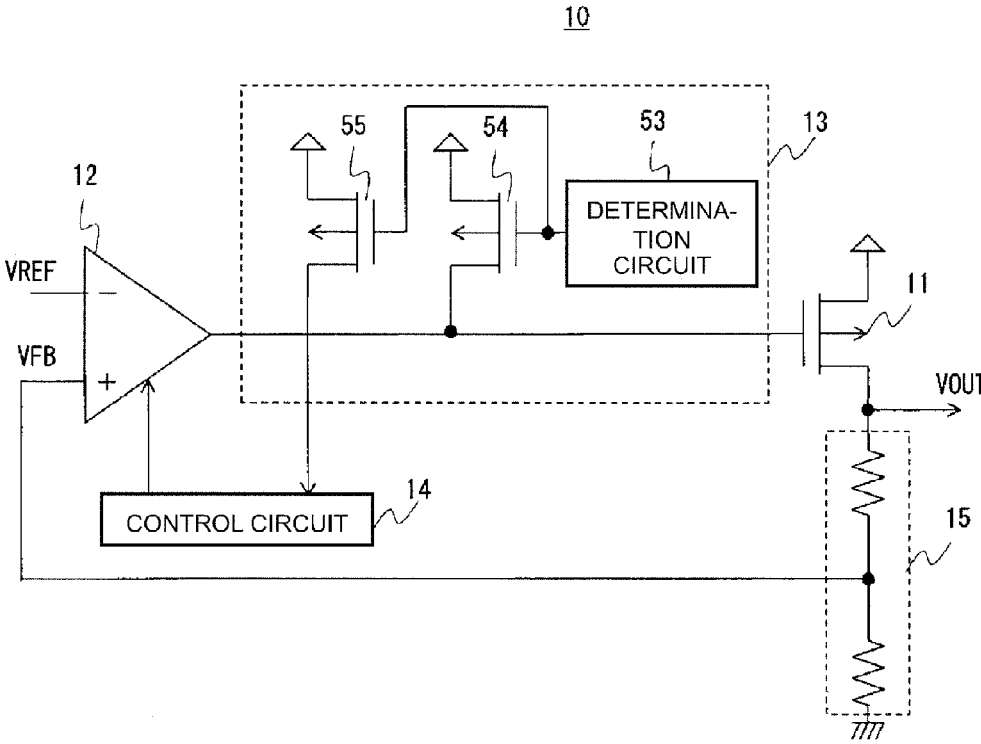 10
55
54
53
13
12
DETERMINA-
TION
CIRCUIT
VREF
−
11
VFB
+
VOUT
14
CONTROL CIRCUIT
15